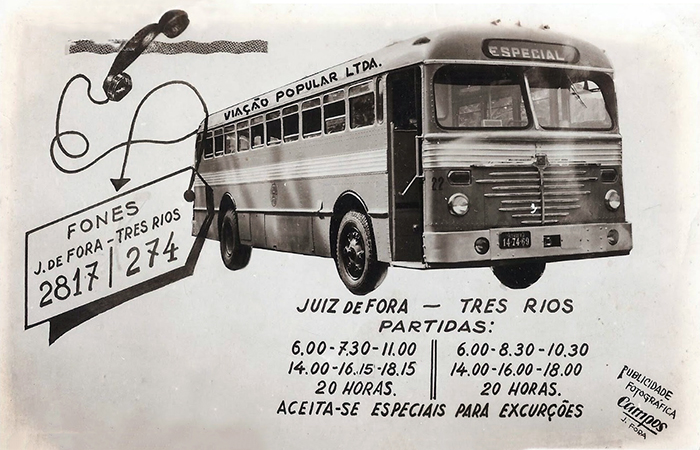 ESPECIAL
VIAÇÃO POPULAR LTDA.
22
14-74-69
FONES
J. DE FORA - TRES RIOS
2817 | 274
JUIZ DE FORA — TRES RIOS
PARTIDAS:
6.00-7.30-11.00 6.00-8.30-10.30
14.00-16.15-18.15 14.00-16.00-18.00
20 HORAS. 20 HORAS.
ACEITA-SE ESPECIAIS PARA EXCURÇÕES
PUBLICIDADE
FOTOGRÁFICA
Campos
J. FORA